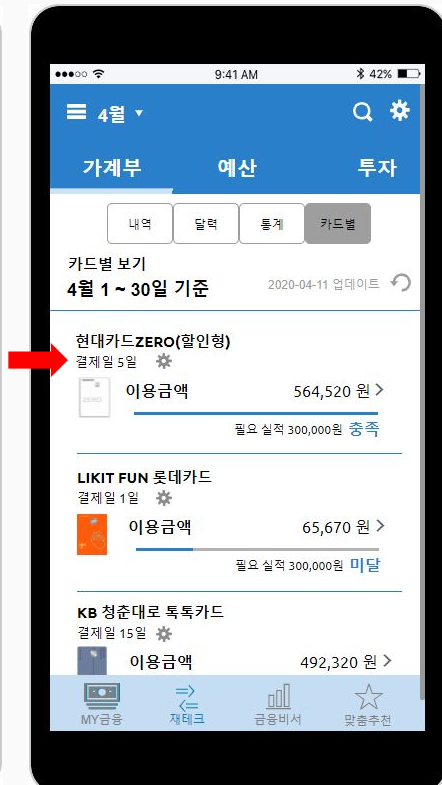 9:41 AM 42%
4월
가계부 예산 투자
내역 달력 통계 카드별
카드별 보기
4월 1 ~ 30일 기준 2020-04-11 업데이트
현대카드ZERO(할인형)
결제일 5일
ZERO
이용금액 564,520 원
필요 실적 300,000원 충족
LIKIT FUN 롯데카드
결제일 1일
이용금액 65,670 원
필요 실적 300,000원 미달
KB 청춘대로 톡톡카드
결제일 15일
이용금액 492,320 원
MY금융 재테크 금융비서 맞춤추천